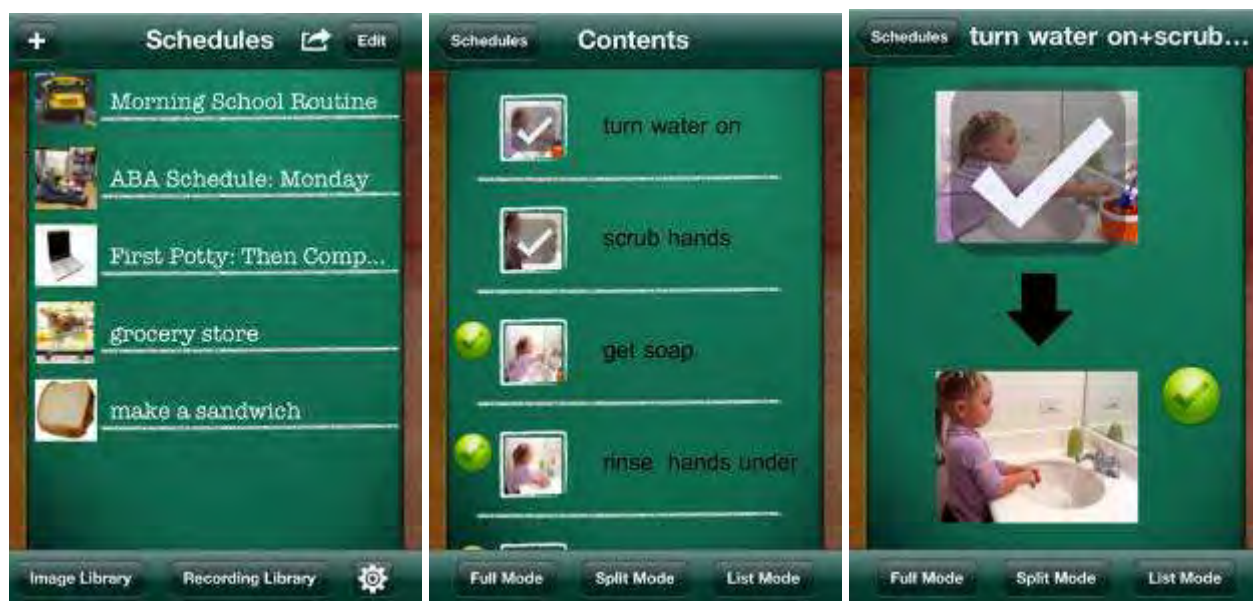 + Schedules Edit
Morning School Routine
ABA Schedule: Monday
First Potty: Then Comp...
grocery store
make a sandwich
Image Library Recording Library
Schedules Contents
turn water on
scrub hands
get soap
rinse hands under
Full Mode Split Mode List Mode
Schedules turn water on+scrub...
Full Mode Split Mode List Mode